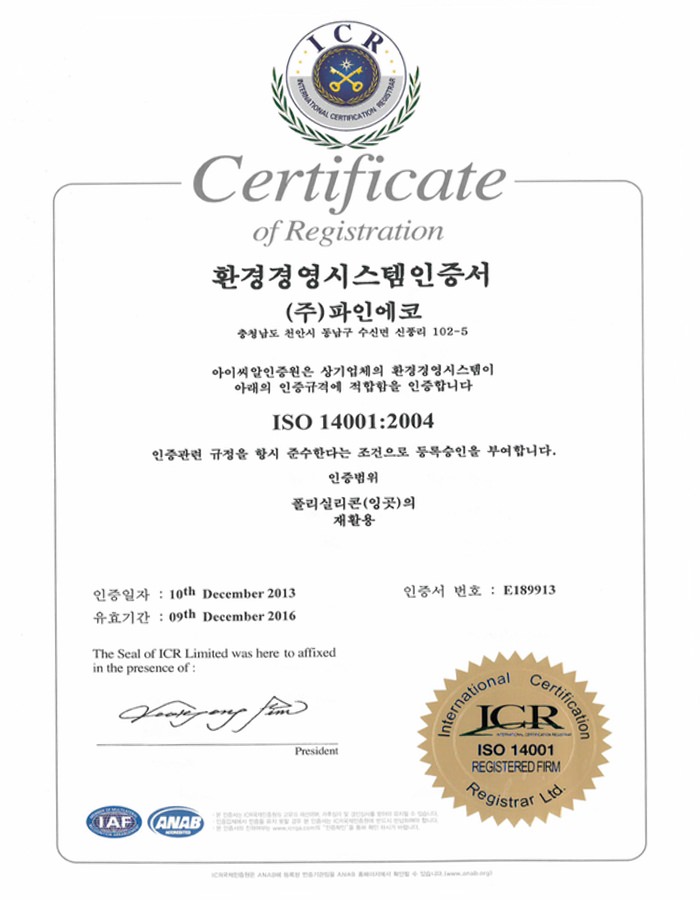 ICR
INTERNATIONAL CERTIFICATION REGISTRAR
Certificate
of Registration
환경경영시스템인증서
(주)파인에코
충청남도 천안시 동남구 수신면 신풍리 102-5
아이씨알인증원은 상기업체의 환경경영시스템이
아래의 인증규격에 적합함을 인증합니다
ISO 14001:2004
인증관련 규정을 항시 준수한다는 조건으로 등록승인을 부여합니다.
인증범위
폴리실리콘(잉곳)의
재활용
인증일자 : 10th December 2013
인증서 번호 : E189913
유효기간 : 09th December 2016
The Seal of ICR Limited was here to affixed
in the presence of :
President
International Certification
ICR
INTERNATIONAL CERTIFICATION REGISTRAR
ISO 14001
REGISTERED FIRM
Registrar Ltd.
IAF
ANAB
ACCREDITED